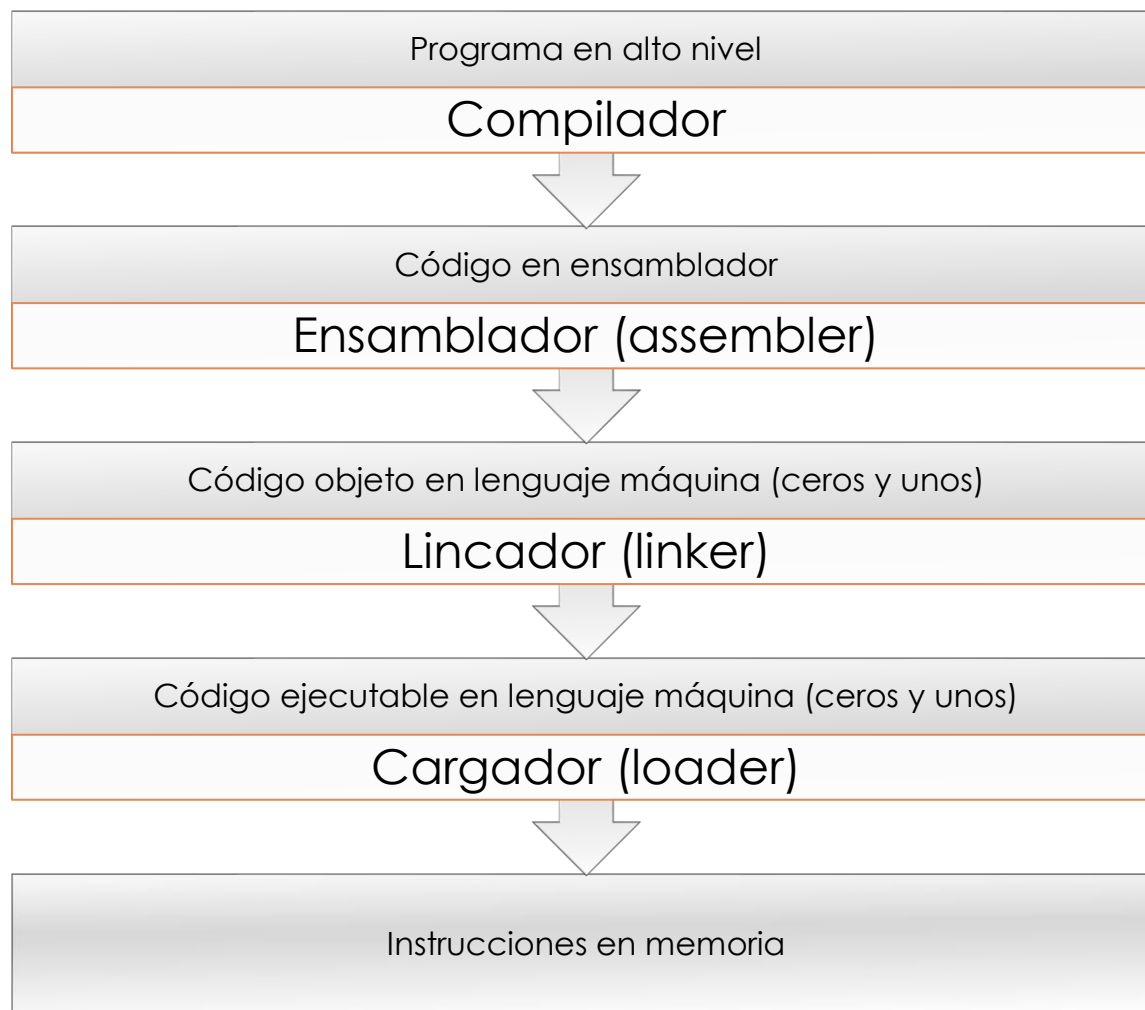 Programa en alto nivel
Compilador
Código en ensamblador
Ensamblador (assembler)
Código objeto en lenguaje máquina (ceros y unos)
Lincador (linker)
Código ejecutable en lenguaje máquina (ceros y unos)
Cargador (loader)
Instrucciones en memoria